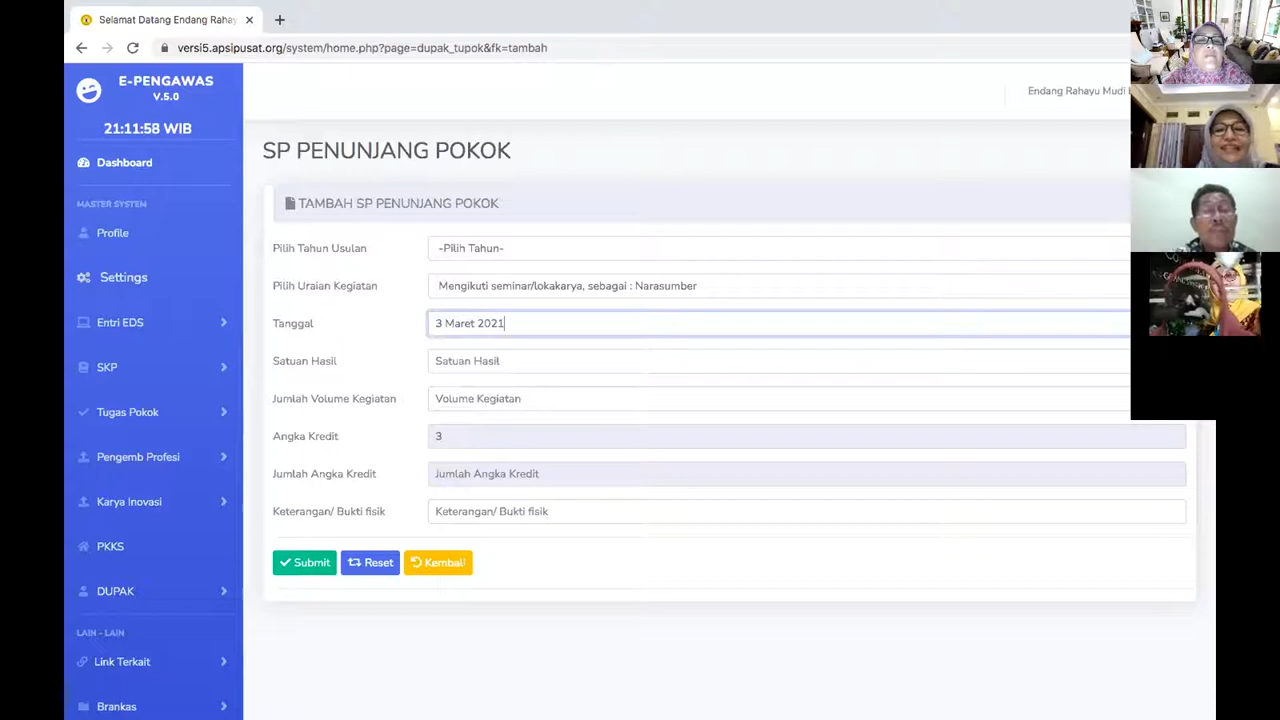 Selamat Datang Endang Rahay
versi5.apsipusat.org/system/home.php?page=dupak_tupok&fk=tambah
E-PENGAWAS
V.5.0
21:11:58 WIB
Dashboard
MASTER SYSTEM
Profile
Settings
Entri EDS
SKP
Tugas Pokok
Pengemb Profesi
Karya Inovasi
PKKS
DUPAK
LAIN - LAIN
Link Terkait
Brankas
Endang Rahayu Mudi
SP PENUNJANG POKOK
TAMBAH SP PENUNJANG POKOK
Pilih Tahun Usulan
-Pilih Tahun-
Pilih Uraian Kegiatan
Mengikuti seminar/lokakarya, sebagai : Narasumber
Tanggal
3 Maret 2021
Satuan Hasil
Satuan Hasil
Jumlah Volume Kegiatan
Volume Kegiatan
Angka Kredit
3
Jumlah Angka Kredit
Jumlah Angka Kredit
Keterangan/ Bukti fisik
Keterangan/ Bukti fisik
Submit
Reset
Kembali